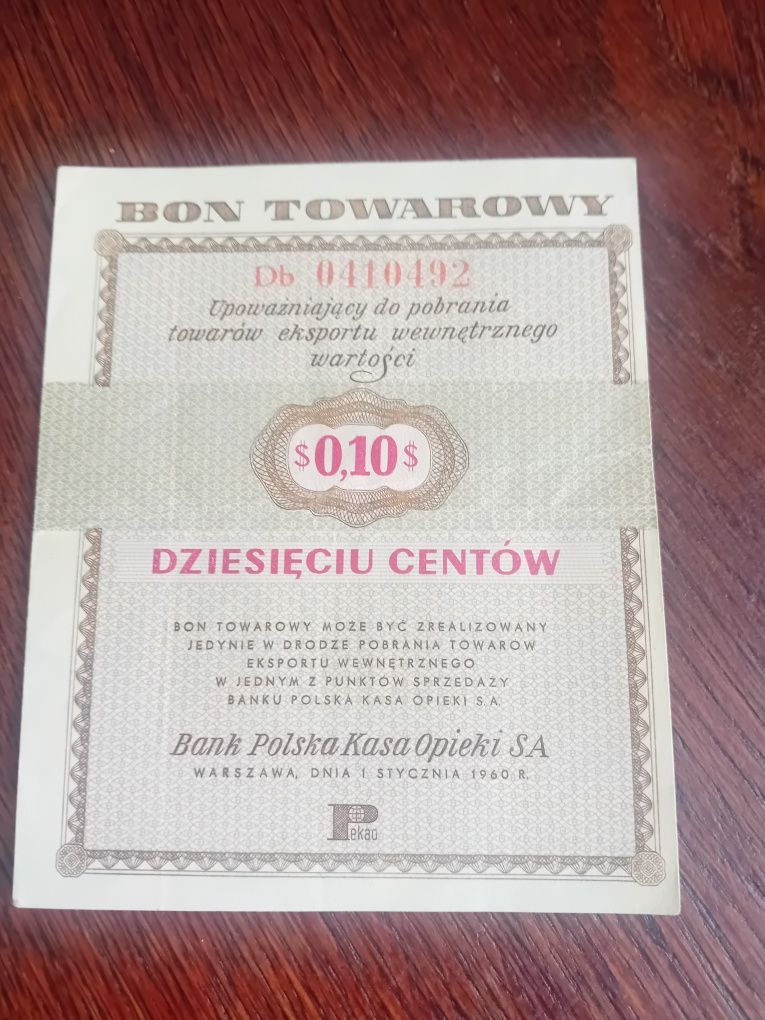 BON TOWAROWY
Db 0410492
Upoważniający do pobrania
towarów eksportu wewnętrznego
wartości
$0,10$
DZIESIĘCIU CENTÓW
BON TOWAROWY MOŻE BYĆ ZREALIZOWANY
JEDYNIE W DRODZE POBRANIA TOWARÓW
EKSPORTU WEWNĘTRZNEGO
W JEDNYM Z PUNKTÓW SPRZEDAŻY
BANKU POLSKA KASA OPIEKI S.A.
Bank Polska Kasa Opieki SA
WARSZAWA, DNIA 1 STYCZNIA 1960 R.
Pekao